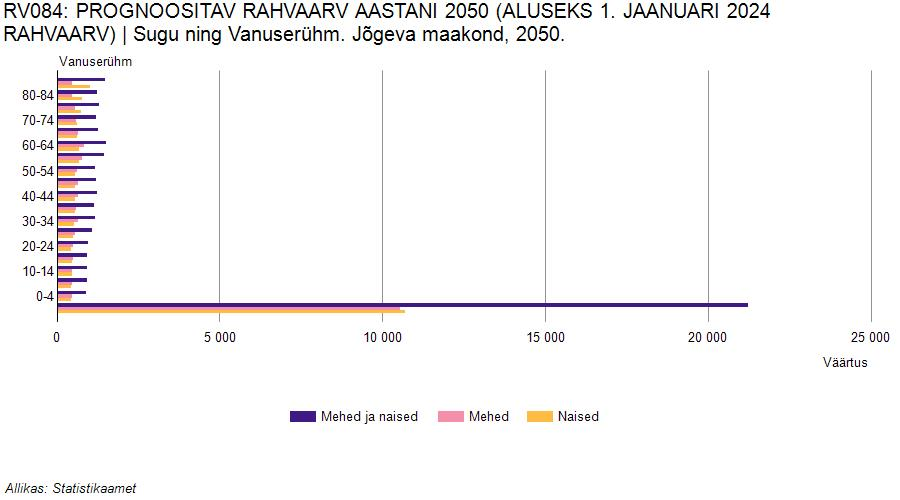 RV084: PROGNOOSITAV RAHVAARV AASTANI 2050 (ALUSEKS 1. JAANUARI 2024
RAHVAARV) | Sugu ning Vanuserühm. Jõgeva maakond, 2050.
Vanuserühm
80-84
70-74
60-64
50-54
40-44
30-34
20-24
10-14
0-4
0 5 000 10 000 15 000 20 000 25 000
Väärtus
Mehed ja naised Mehed Naised
Allikas: Statistikaamet